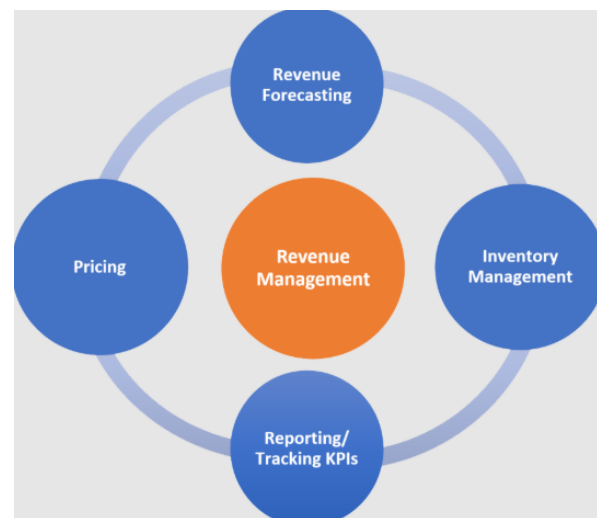 Revenue
Forecasting
Pricing
Revenue
Management
Inventory
Management
Reporting/
Tracking KPIs